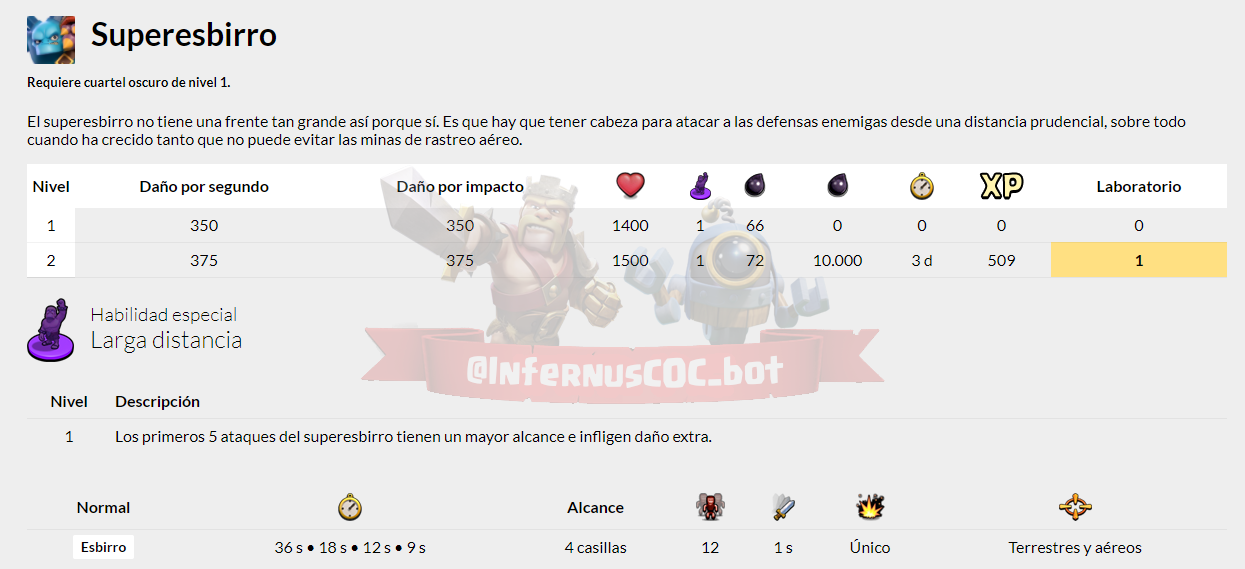 Superesbirro
Requiere cuartel oscuro de nivel 1.
El superesbirro no tiene una frente tan grande así porque sí. Es que hay que tener cabeza para atacar a las defensas enemigas desde una distancia prudencial, sobre todo
cuando ha crecido tanto que no puede evitar las minas de rastreo aéreo.
Nivel Daño por segundo Daño por impacto XP Laboratorio
1 350 350 1400 1 66 0 0 0 0
2 375 375 1500 1 72 10.000 3 d 509 1
Habilidad especial
Larga distancia
@InfernusCOC_bot
Nivel Descripción
1 Los primeros 5 ataques del superesbirro tienen un mayor alcance e infligen daño extra.
Normal Alcance
Esbirro 36 s • 18 s • 12 s • 9 s 4 casillas 12 1 s Único Terrestres y aéreos